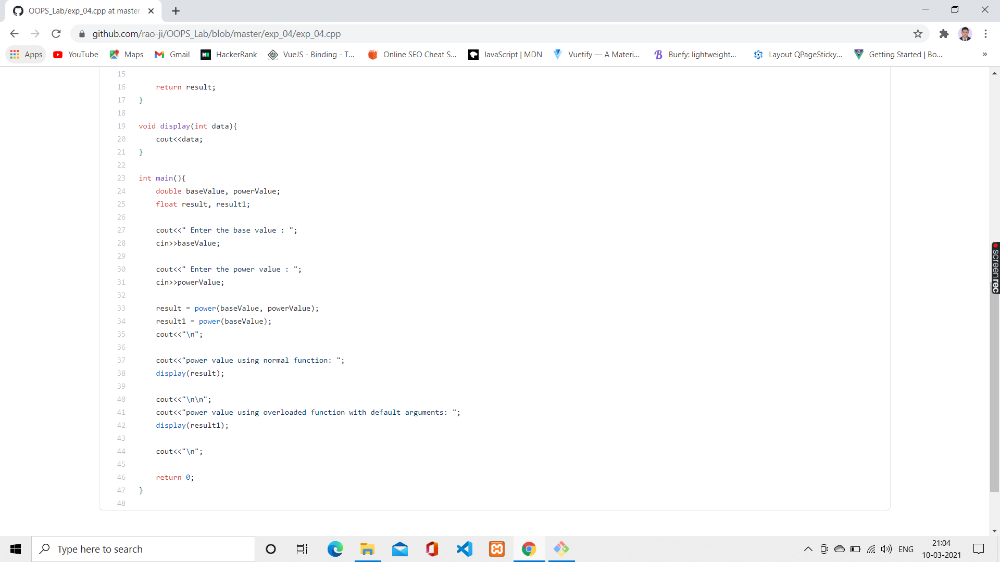 OOPS_Lab/exp_04.cpp at master
github.com/rao-ji/OOPS_Lab/blob/master/exp_04/exp_04.cpp
Apps YouTube Maps Gmail HackerRank VueJS - Binding - T... Online SEO Cheat S... JavaScript | MDN Vuetify — A Materi... Buefy: lightweight... Layout QPageSticky... Getting Started | Bo... »
15
16 return result;
17 }
18
19 void display(int data){
20 cout<<data;
21 }
22
23 int main(){
24 double baseValue, powerValue;
25 float result, result1;
26
27 cout<<" Enter the base value : ";
28 cin>>baseValue;
29
30 cout<<" Enter the power value : ";
31 cin>>powerValue;
32
33 result = power(baseValue, powerValue);
34 result1 = power(baseValue);
35 cout<<"\n";
36
37 cout<<"power value using normal function: ";
38 display(result);
39
40 cout<<"\n\n";
41 cout<<"power value using overloaded function with default arguments: ";
42 display(result1);
43
44 cout<<"\n";
45
46 return 0;
47 }
48
screenrec
Type here to search
ENG
21:04
10-03-2021